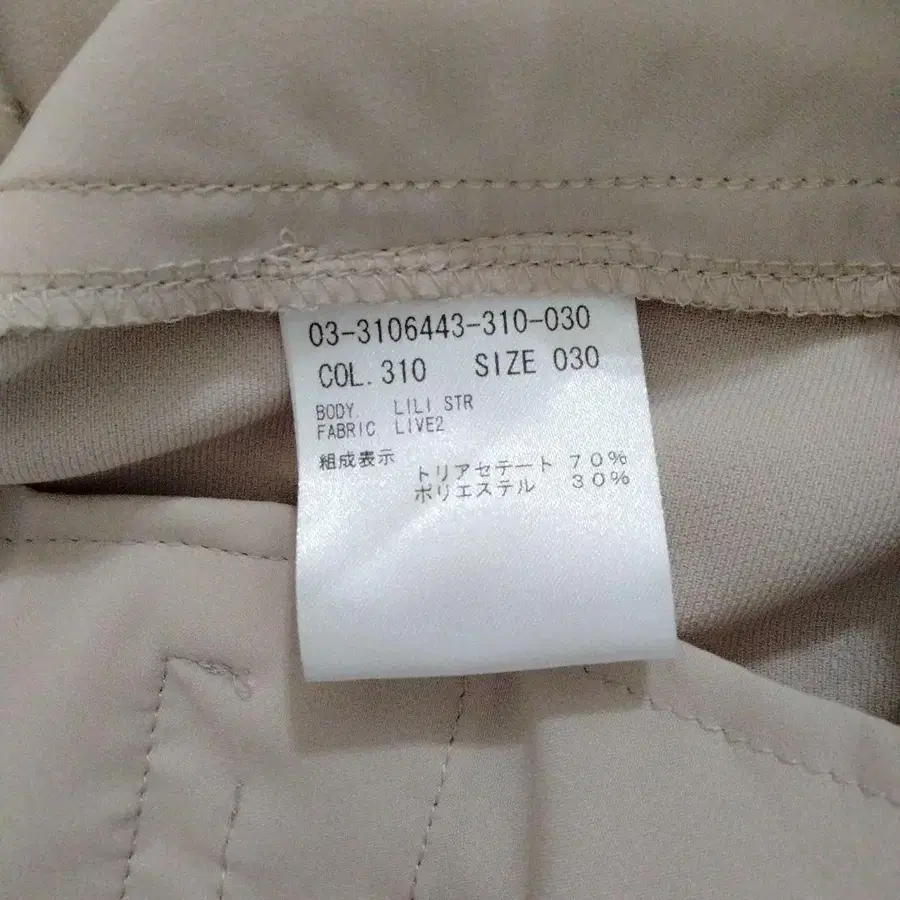 03-3106443-310-030
COL.310 SIZE 030
BODY. LILI STR
FABRIC LIVE2
組成表示
トリアセテート 70%
ポリエステル 30%